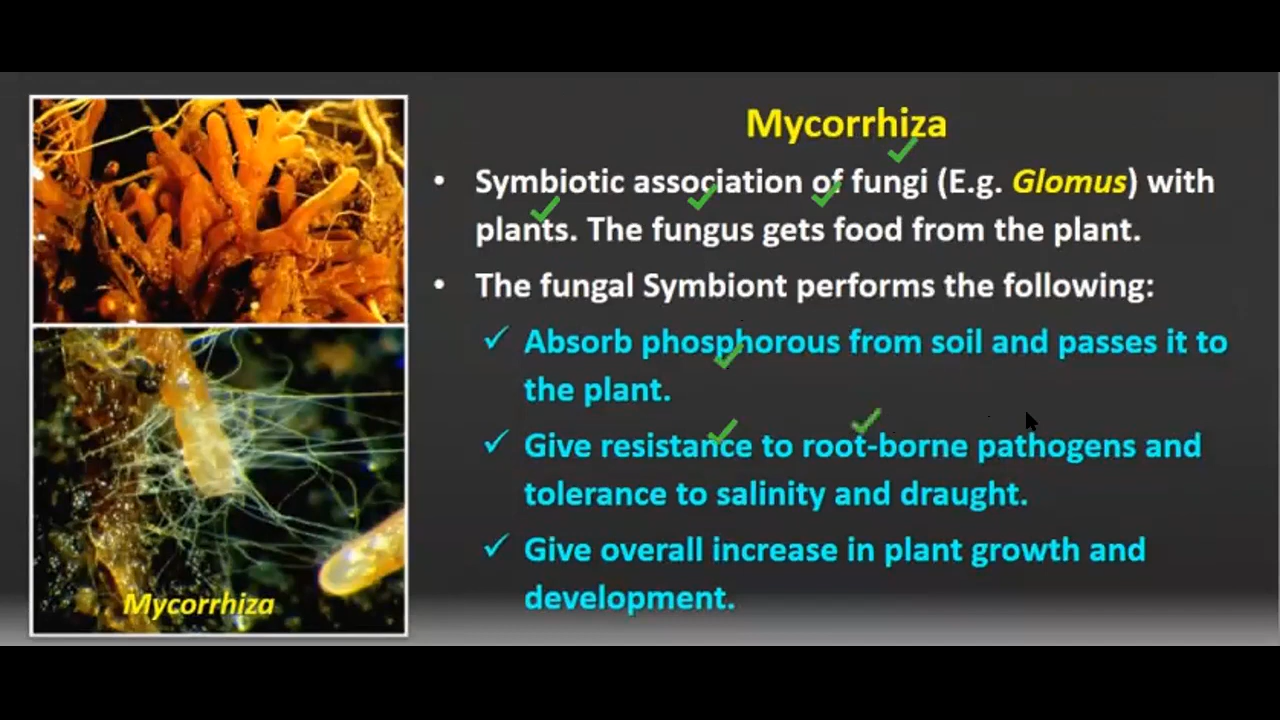 Mycorrhiza
• Symbiotic association of fungi (E.g. Glomus) with
plants. The fungus gets food from the plant.
• The fungal Symbiont performs the following:
✓ Absorb phosphorous from soil and passes it to
the plant.
✓ Give resistance to root-borne pathogens and
tolerance to salinity and draught.
✓ Give overall increase in plant growth and
development.
Mycorrhiza